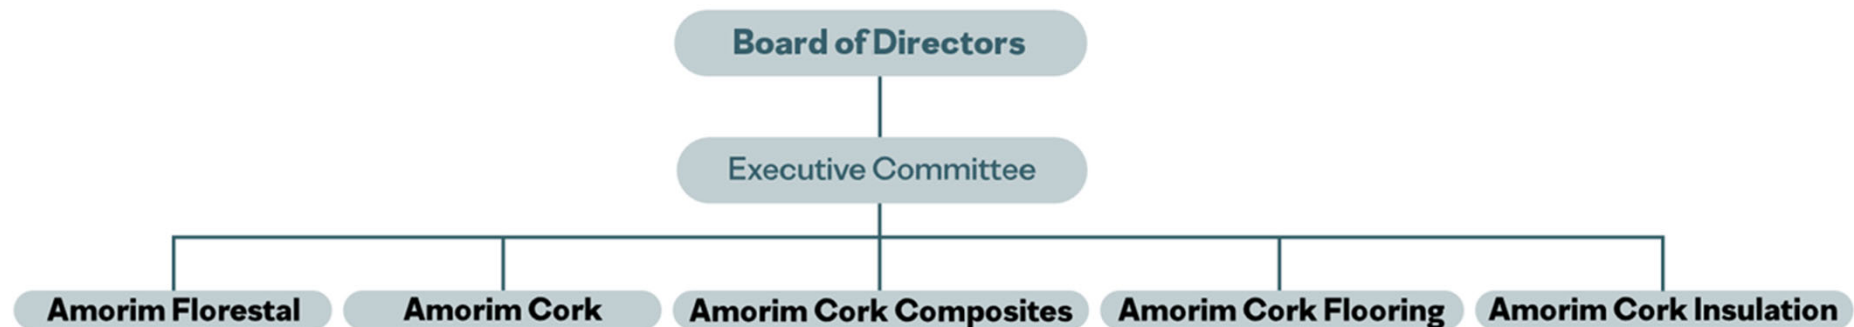 Board of Directors
Executive Committee
Amorim Florestal
Amorim Cork
Amorim Cork Composites
Amorim Cork Flooring
Amorim Cork Insulation